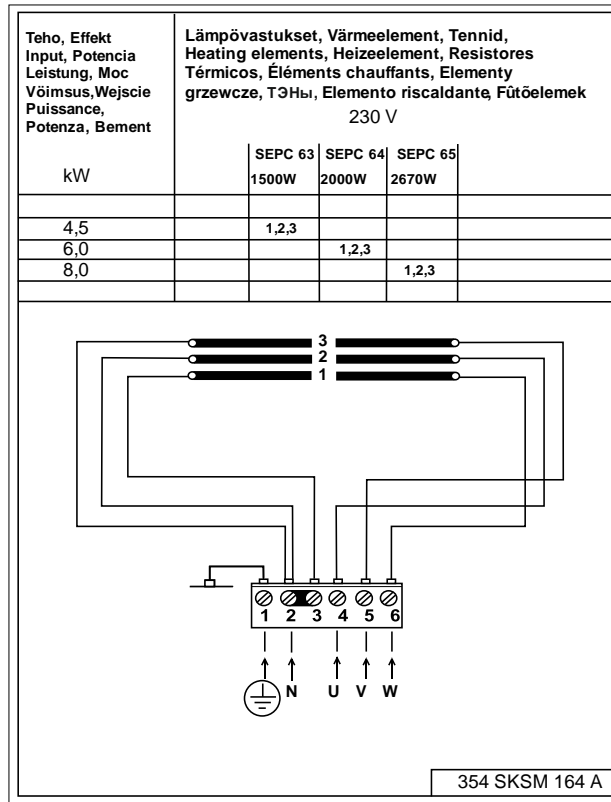 Teho, Effekt
Input, Potencia
Leistung, Moc
Vöimsus,Wejscie
Puissance,
Potenza, Bement
Lämpövastukset, Värmeelement, Tennid,
Heating elements, Heizeelement, Resistores
Térmicos, Éléments chauffants, Elementy
grzewcze, ТЭНы, Elemento riscaldante, Fûtõelemek
230 V
kW
SEPC 63 SEPC 64 SEPC 65
1500W 2000W 2670W
4,5 1,2,3
6,0 1,2,3
8,0 1,2,3
3
2
1
1 2 3 4 5 6
N U V W
354 SKSM 164 A